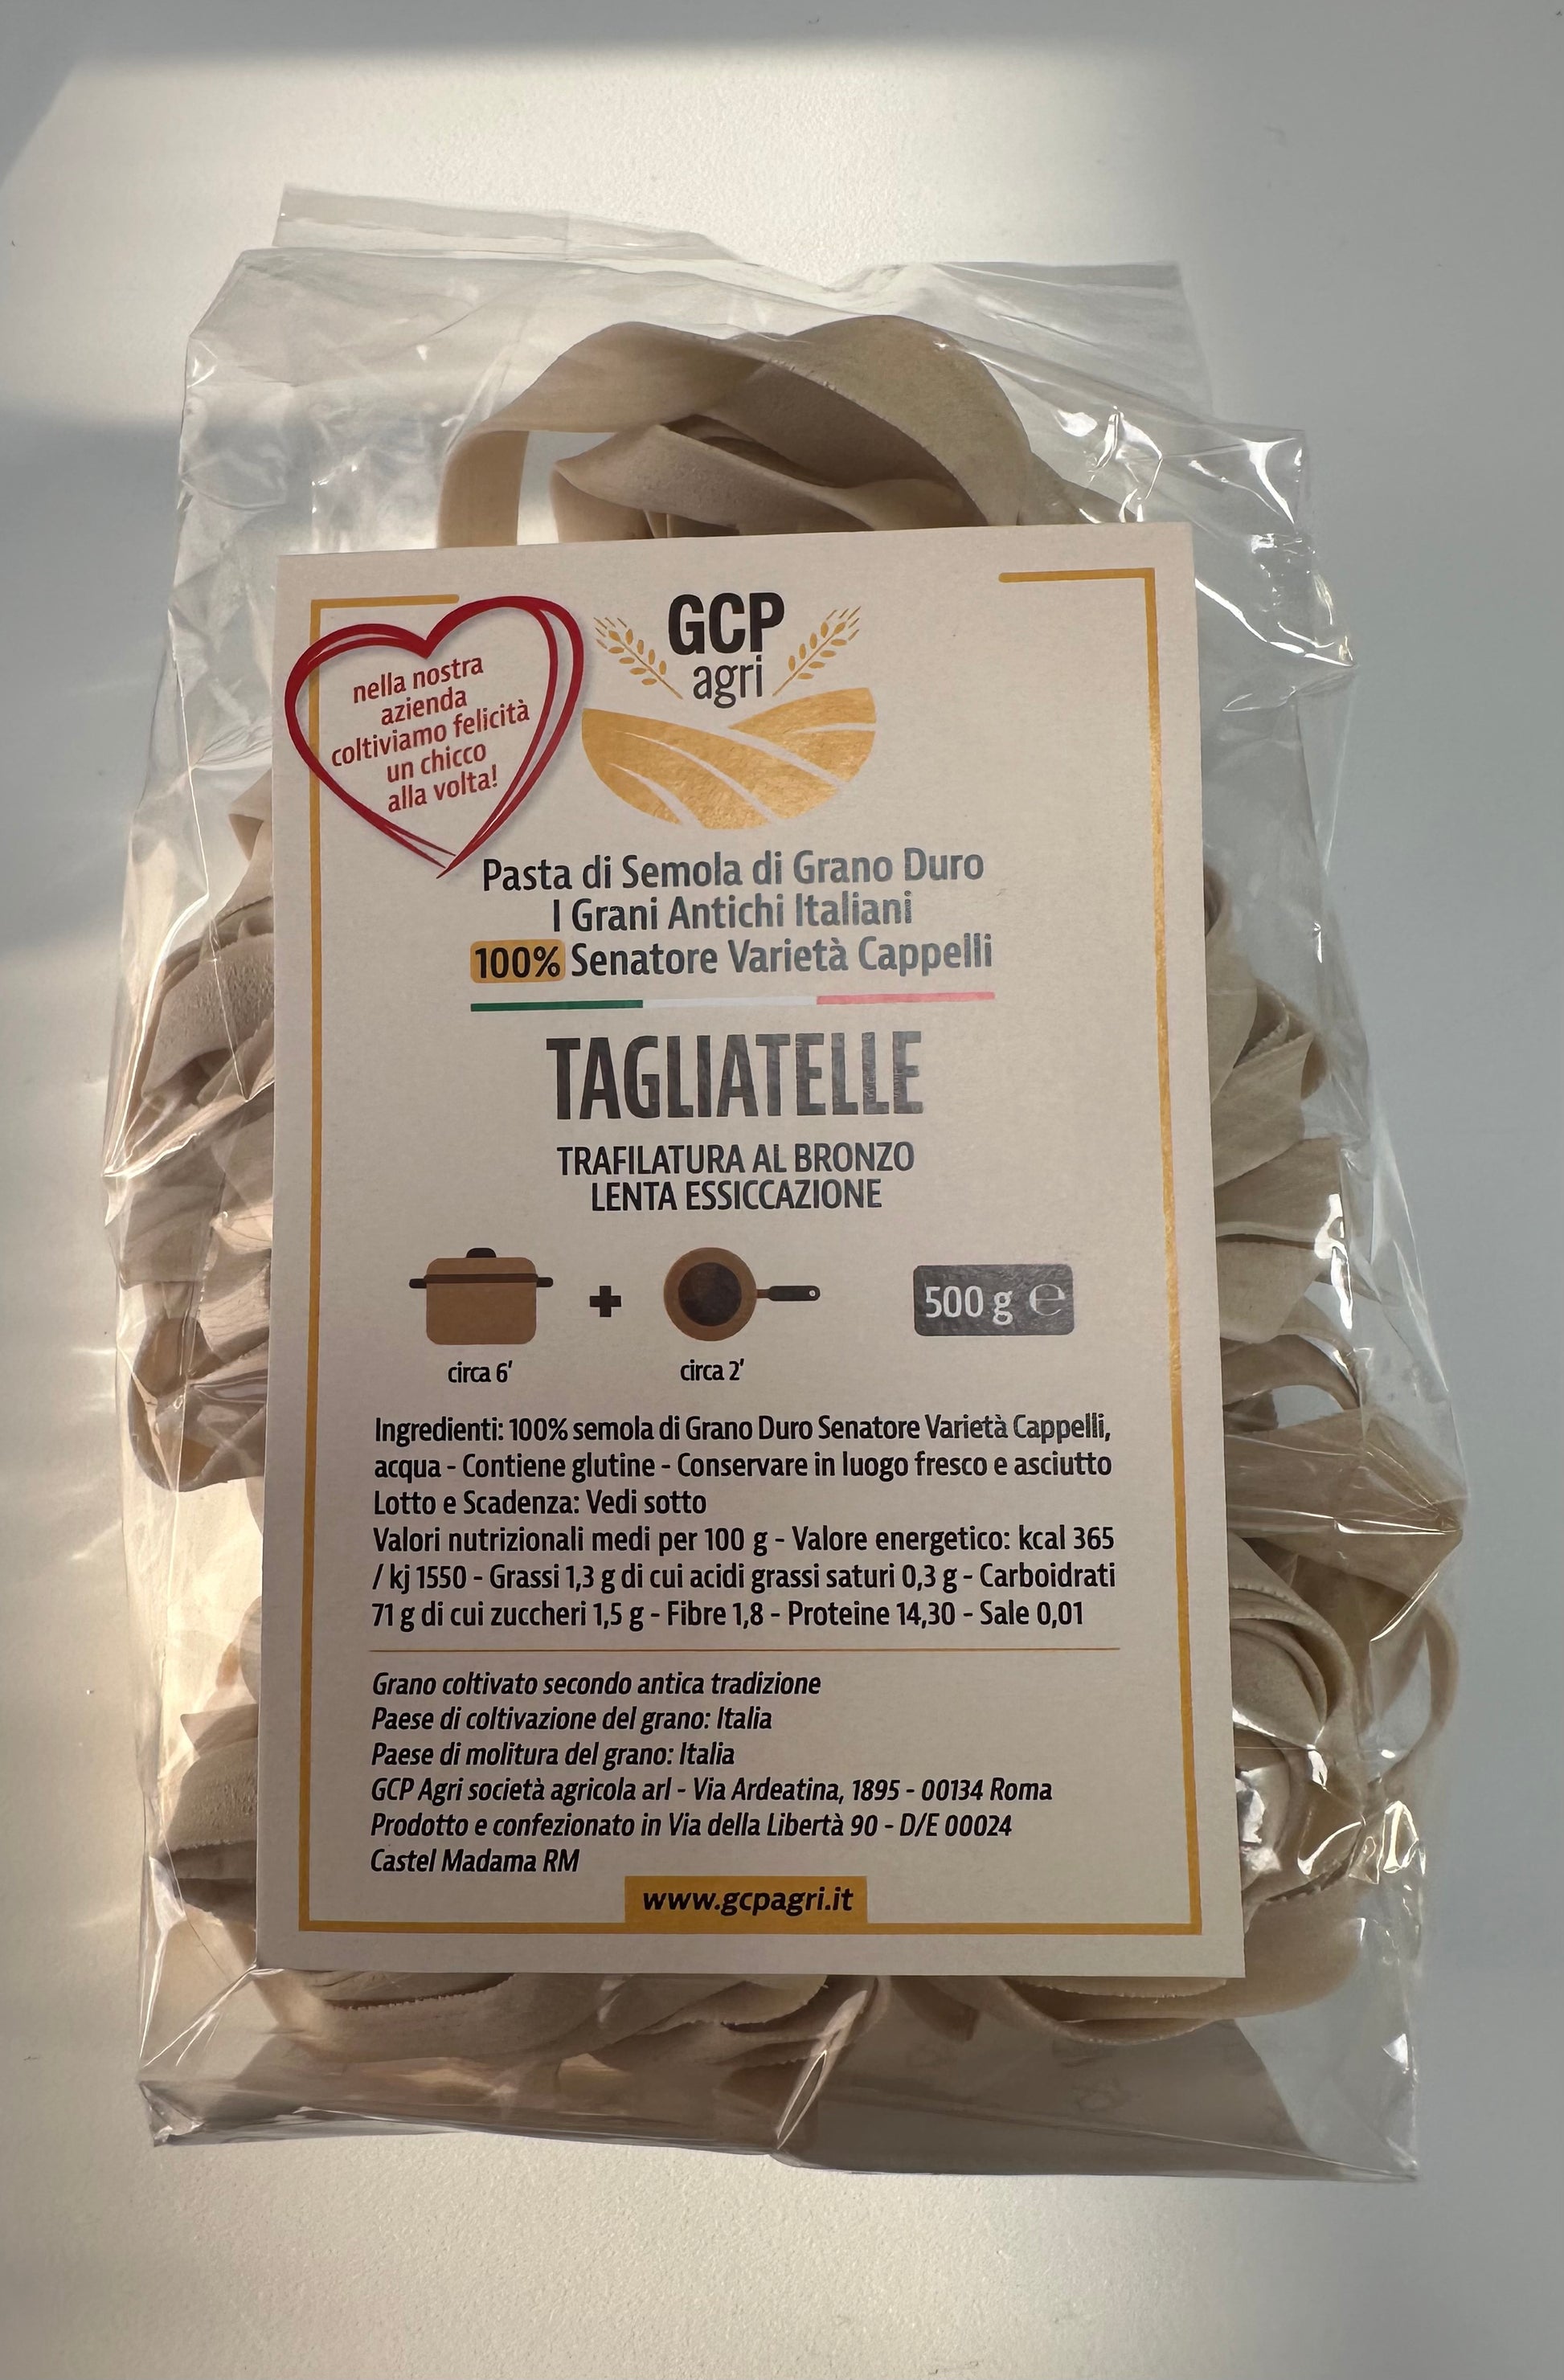 nella nostra
azienda
coltiviamo felicità
un chicco
alla volta!
GCP
agri
Pasta di Semola di Grano Duro
I Grani Antichi Italiani
100% Senatore Varietà Cappelli
TAGLIATELLE
TRAFILATURA AL BRONZO
LENTA ESSICCAZIONE
500 g ℮
circa 6'
circa 2'
Ingredienti: 100% semola di Grano Duro Senatore Varietà Cappelli,
acqua - Contiene glutine - Conservare in luogo fresco e asciutto
Lotto e Scadenza: Vedi sotto
Valori nutrizionali medi per 100 g - Valore energetico: kcal 365
/ kj 1550 - Grassi 1,3 g di cui acidi grassi saturi 0,3 g - Carboidrati
71 g di cui zuccheri 1,5 g - Fibre 1,8 - Proteine 14,30 - Sale 0,01
Grano coltivato secondo antica tradizione
Paese di coltivazione del grano: Italia
Paese di molitura del grano: Italia
GCP Agri società agricola arl - Via Ardeatina, 1895 - 00134 Roma
Prodotto e confezionato in Via della Libertà 90 - D/E 00024
Castel Madama RM
www.gcpagri.it